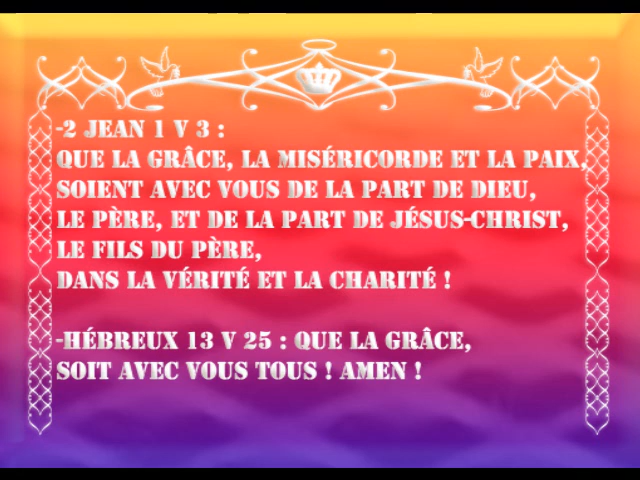 -2 JEAN 1 V 3 :
QUE LA GRÂCE, LA MISÉRICORDE ET LA PAIX,
SOIENT AVEC VOUS DE LA PART DE DIEU,
LE PÈRE, ET DE LA PART DE JÉSUS-CHRIST,
LE FILS DU PÈRE,
DANS LA VÉRITÉ ET LA CHARITÉ !
-HÉBREUX 13 V 25 : QUE LA GRÂCE,
SOIT AVEC VOUS TOUS ! AMEN !